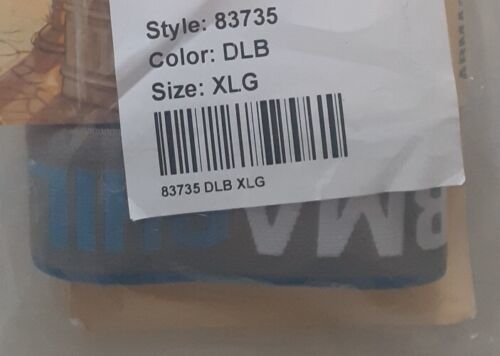 Style: 83735
Color: DLB
Size: XLG
83735 DLB XLG